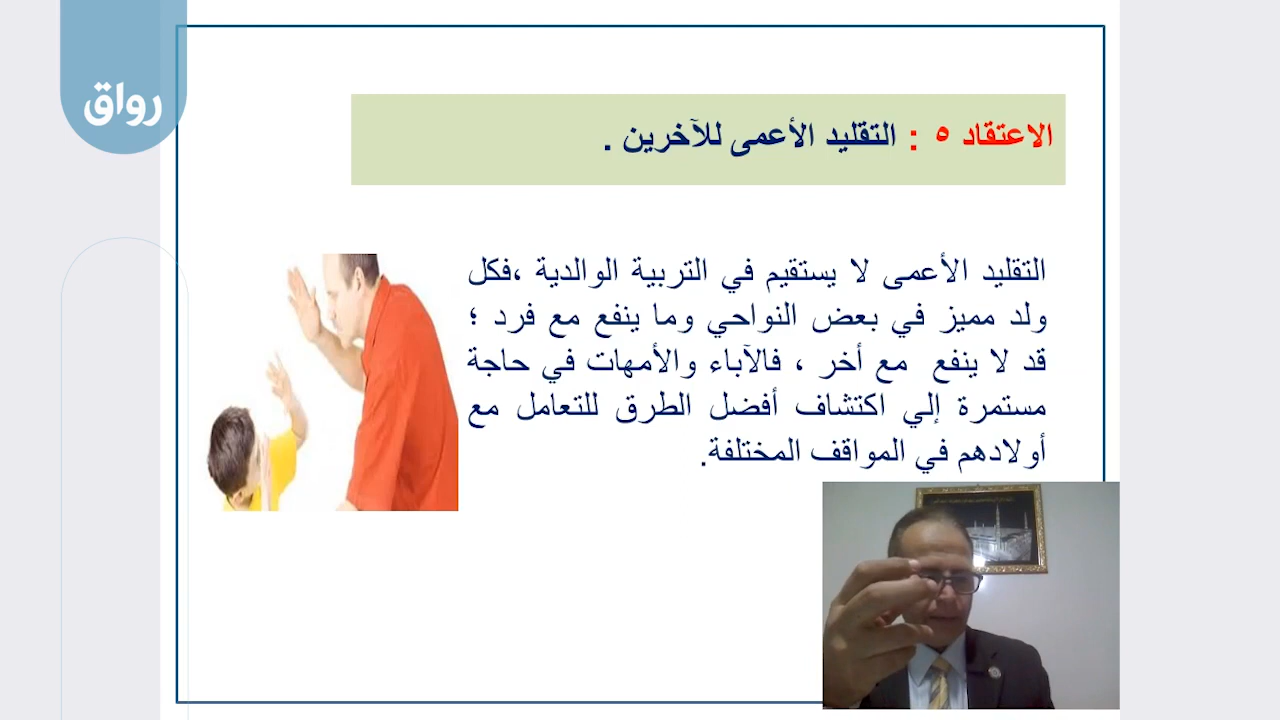 رواق
الاعتقاد ٥ : التقليد الأعمى للآخرين .
التقليد الأعمى لا يستقيم في التربية الوالدية ،فكل
ولد مميز في بعض النواحي وما ينفع مع فرد ؛
قد لا ينفع مع أخر ، فالآباء والأمهات في حاجة
مستمرة إلي اكتشاف أفضل الطرق للتعامل مع
أولادهم في المواقف المختلفة.